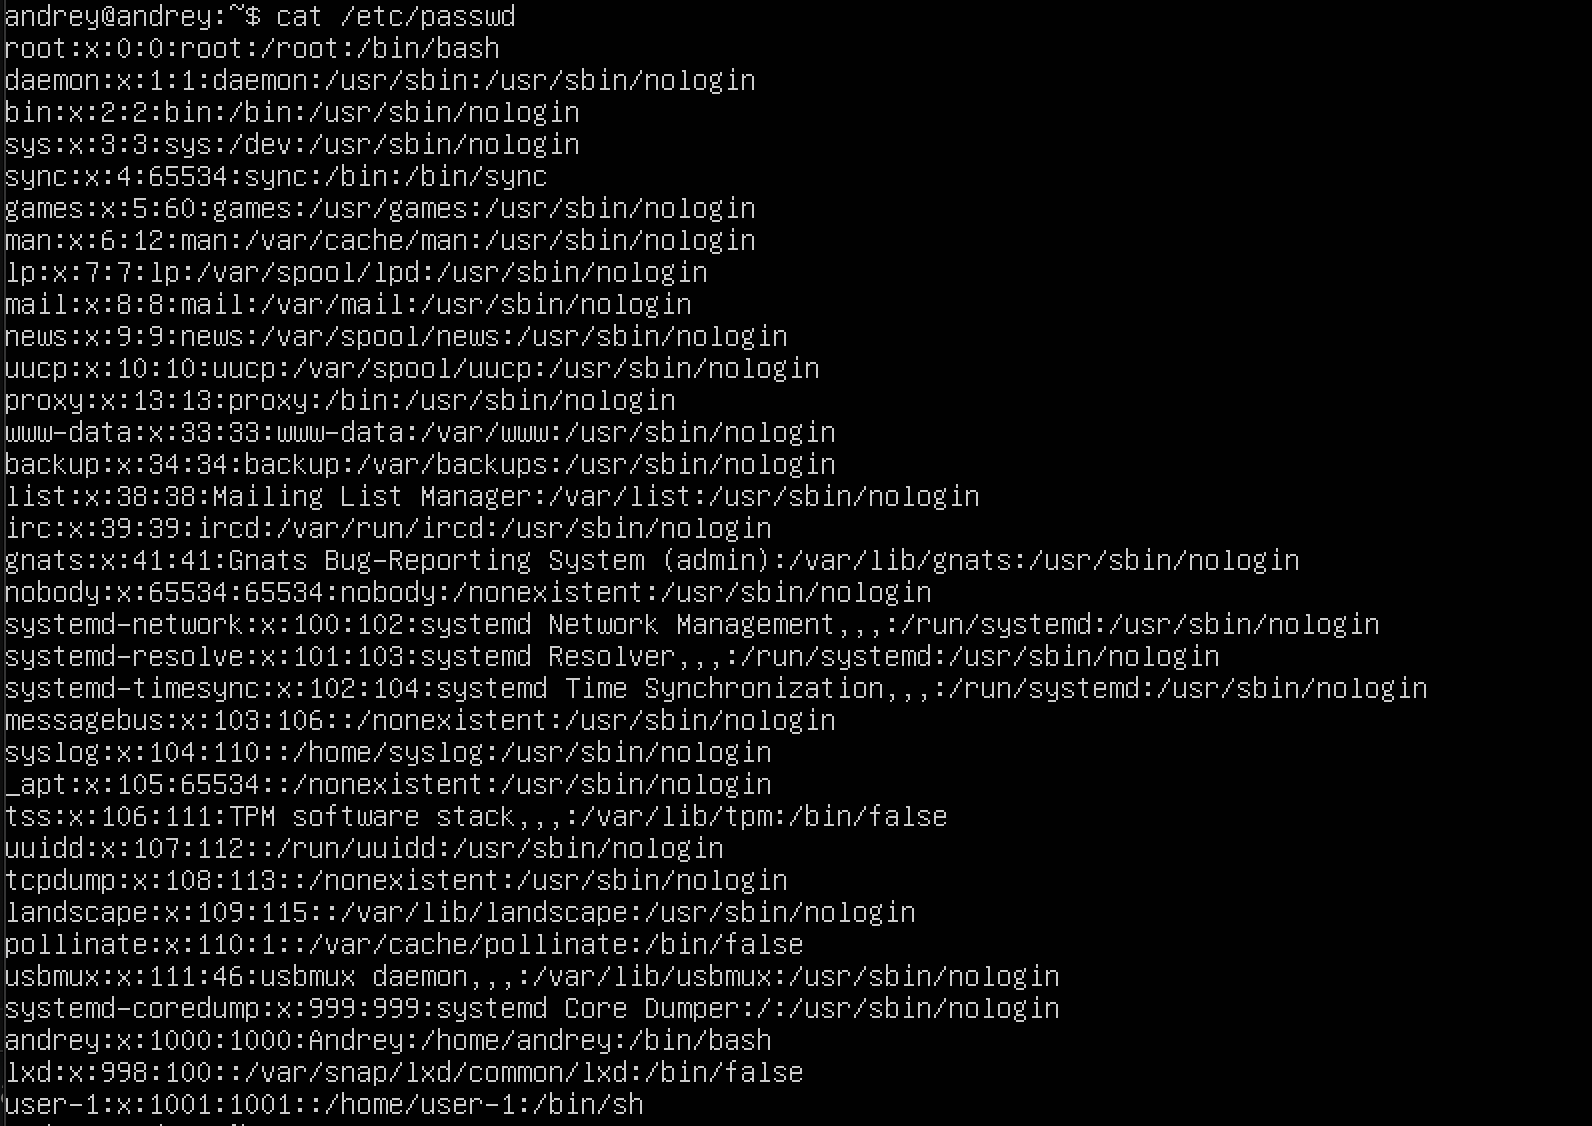 andrey@andrey:~$ cat /etc/passwd
root:x:0:0:root:/root:/bin/bash
daemon:x:1:1:daemon:/usr/sbin:/usr/sbin/nologin
bin:x:2:2:bin:/bin:/usr/sbin/nologin
sys:x:3:3:sys:/dev:/usr/sbin/nologin
sync:x:4:65534:sync:/bin:/bin/sync
games:x:5:60:games:/usr/games:/usr/sbin/nologin
man:x:6:12:man:/var/cache/man:/usr/sbin/nologin
lp:x:7:7:lp:/var/spool/lpd:/usr/sbin/nologin
mail:x:8:8:mail:/var/mail:/usr/sbin/nologin
news:x:9:9:news:/var/spool/news:/usr/sbin/nologin
uucp:x:10:10:uucp:/var/spool/uucp:/usr/sbin/nologin
proxy:x:13:13:proxy:/bin:/usr/sbin/nologin
www-data:x:33:33:www-data:/var/www:/usr/sbin/nologin
backup:x:34:34:backup:/var/backups:/usr/sbin/nologin
list:x:38:38:Mailing List Manager:/var/list:/usr/sbin/nologin
irc:x:39:39:ircd:/var/run/ircd:/usr/sbin/nologin
gnats:x:41:41:Gnats Bug-Reporting System (admin):/var/lib/gnats:/usr/sbin/nologin
nobody:x:65534:65534:nobody:/nonexistent:/usr/sbin/nologin
systemd-network:x:100:102:systemd Network Management,,,:/run/systemd:/usr/sbin/nologin
systemd-resolve:x:101:103:systemd Resolver,,,:/run/systemd:/usr/sbin/nologin
systemd-timesync:x:102:104:systemd Time Synchronization,,,:/run/systemd:/usr/sbin/nologin
messagebus:x:103:106::/nonexistent:/usr/sbin/nologin
syslog:x:104:110::/home/syslog:/usr/sbin/nologin
_apt:x:105:65534::/nonexistent:/usr/sbin/nologin
tss:x:106:111:TPM software stack,,,:/var/lib/tpm:/bin/false
uuidd:x:107:112::/run/uuidd:/usr/sbin/nologin
tcpdump:x:108:113::/nonexistent:/usr/sbin/nologin
landscape:x:109:115::/var/lib/landscape:/usr/sbin/nologin
pollinate:x:110:1::/var/cache/pollinate:/bin/false
usbmux:x:111:46:usbmux daemon,,,:/var/lib/usbmux:/usr/sbin/nologin
systemd-coredump:x:999:999:systemd Core Dumper:/:/usr/sbin/nologin
andrey:x:1000:1000:Andrey:/home/andrey:/bin/bash
lxd:x:998:100::/var/snap/lxd/common/lxd:/bin/false
user-1:x:1001:1001::/home/user-1:/bin/sh